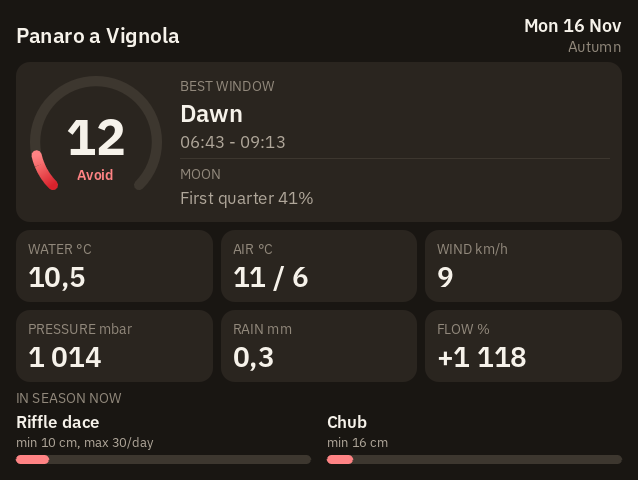 Panaro a Vignola
Mon 16 Nov
Autumn
12
Avoid
BEST WINDOW
Dawn
06:43 - 09:13
MOON
First quarter 41%
WATER °C
10,5
AIR °C
11 / 6
WIND km/h
9
PRESSURE mbar
1 014
RAIN mm
0,3
FLOW %
+1 118
IN SEASON NOW
Riffle dace
min 10 cm, max 30/day
Chub
min 16 cm